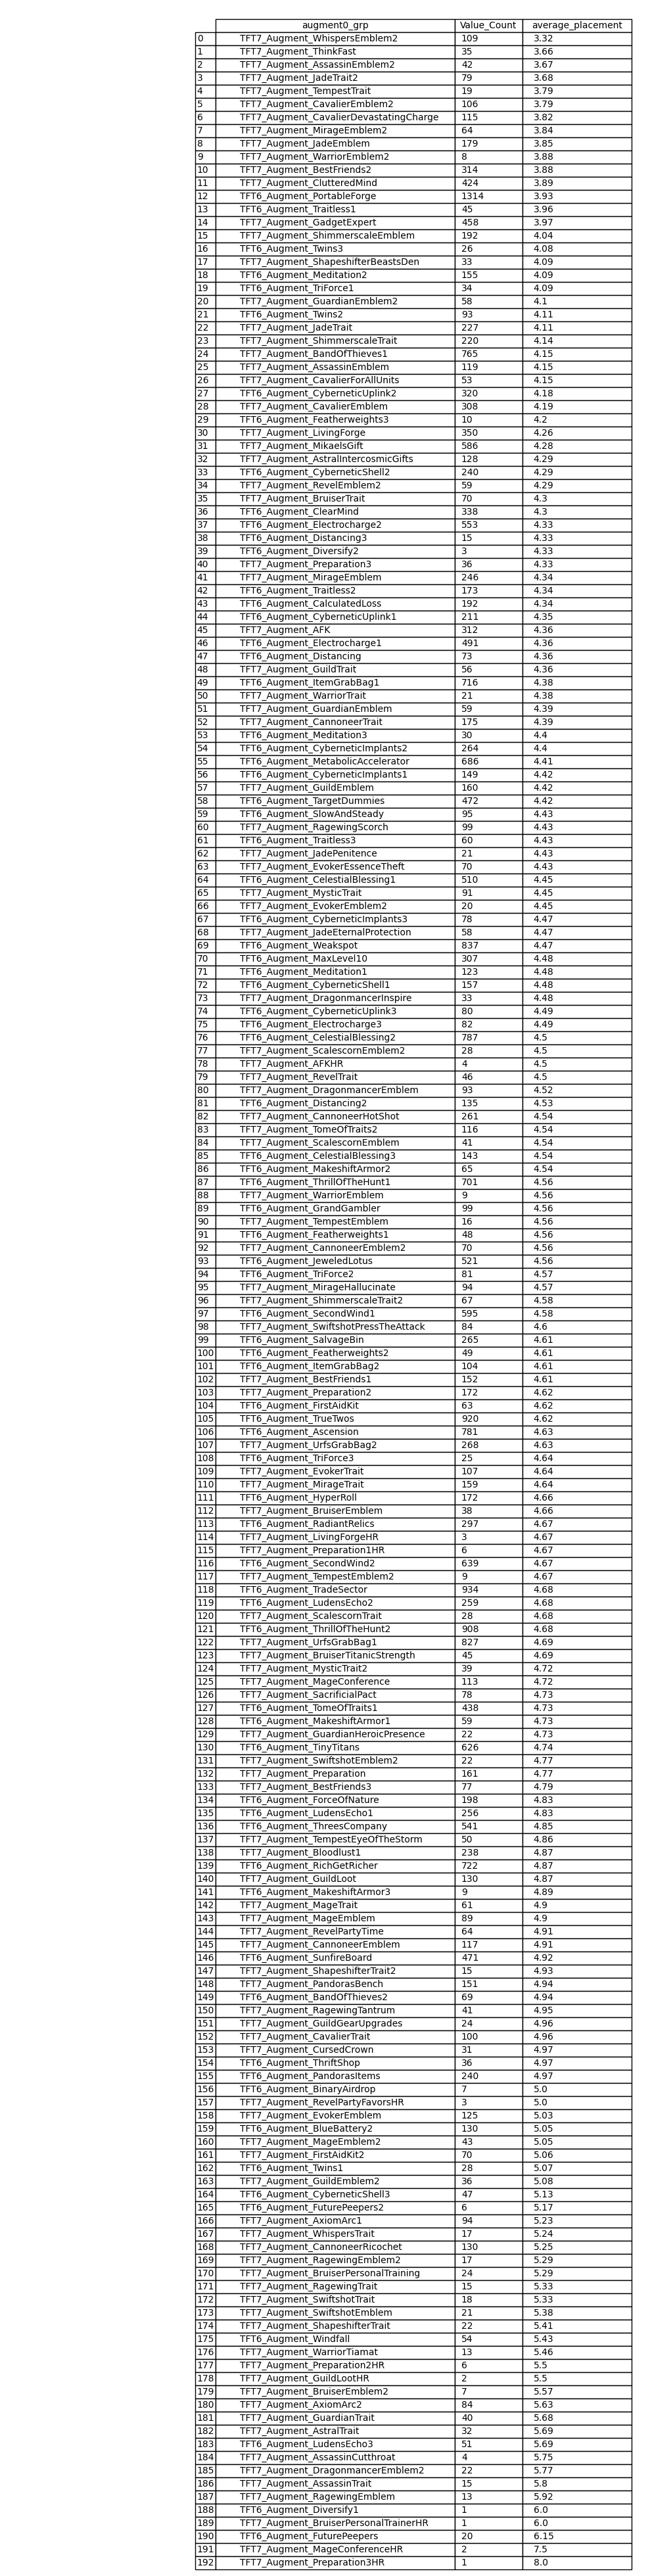 augment0_grp Value_Count average_placement
0 TFT7_Augment_WhispersEmblem2 109 3.32
1 TFT7_Augment_ThinkFast 35 3.66
2 TFT7_Augment_AssassinEmblem2 42 3.67
3 TFT7_Augment_JadeTrait2 79 3.68
4 TFT7_Augment_TempestTrait 19 3.79
5 TFT7_Augment_CavalierEmblem2 106 3.79
6 TFT7_Augment_CavalierDevastatingCharge 115 3.82
7 TFT7_Augment_MirageEmblem2 64 3.84
8 TFT7_Augment_JadeEmblem 179 3.85
9 TFT7_Augment_WarriorEmblem2 8 3.88
10 TFT7_Augment_BestFriends2 314 3.88
11 TFT7_Augment_ClutteredMind 424 3.89
12 TFT6_Augment_PortableForge 1314 3.93
13 TFT6_Augment_Traitless1 45 3.96
14 TFT7_Augment_GadgetExpert 458 3.97
15 TFT7_Augment_ShimmerscaleEmblem 192 4.04
16 TFT6_Augment_Twins3 26 4.08
17 TFT7_Augment_ShapeshifterBeastsDen 33 4.09
18 TFT6_Augment_Meditation2 155 4.09
19 TFT6_Augment_TriForce1 34 4.09
20 TFT7_Augment_GuardianEmblem2 58 4.1
21 TFT6_Augment_Twins2 93 4.11
22 TFT7_Augment_JadeTrait 227 4.11
23 TFT7_Augment_ShimmerscaleTrait 220 4.14
24 TFT7_Augment_BandOfThieves1 765 4.15
25 TFT7_Augment_AssassinEmblem 119 4.15
26 TFT7_Augment_CavalierForAllUnits 53 4.15
27 TFT6_Augment_CyberneticUplink2 320 4.18
28 TFT7_Augment_CavalierEmblem 308 4.19
29 TFT6_Augment_Featherweights3 10 4.2
30 TFT7_Augment_LivingForge 350 4.26
31 TFT7_Augment_MikaelsGift 586 4.28
32 TFT7_Augment_AstralIntercosmicGifts 128 4.29
33 TFT6_Augment_CyberneticShell2 240 4.29
34 TFT7_Augment_RevelEmblem2 59 4.29
35 TFT7_Augment_BruiserTrait 70 4.3
36 TFT6_Augment_ClearMind 338 4.3
37 TFT6_Augment_Electrocharge2 553 4.33
38 TFT6_Augment_Distancing3 15 4.33
39 TFT6_Augment_Diversify2 3 4.33
40 TFT7_Augment_Preparation3 36 4.33
41 TFT7_Augment_MirageEmblem 246 4.34
42 TFT6_Augment_Traitless2 173 4.34
43 TFT6_Augment_CalculatedLoss 192 4.34
44 TFT6_Augment_CyberneticUplink1 211 4.35
45 TFT7_Augment_AFK 312 4.36
46 TFT6_Augment_Electrocharge1 491 4.36
47 TFT6_Augment_Distancing 73 4.36
48 TFT7_Augment_GuildTrait 56 4.36
49 TFT6_Augment_ItemGrabBag1 716 4.38
50 TFT7_Augment_WarriorTrait 21 4.38
51 TFT7_Augment_GuardianEmblem 59 4.39
52 TFT7_Augment_CannoneerTrait 175 4.39
53 TFT6_Augment_Meditation3 30 4.4
54 TFT6_Augment_CyberneticImplants2 264 4.4
55 TFT6_Augment_MetabolicAccelerator 686 4.41
56 TFT6_Augment_CyberneticImplants1 149 4.42
57 TFT7_Augment_GuildEmblem 160 4.42
58 TFT6_Augment_TargetDummies 472 4.42
59 TFT6_Augment_SlowAndSteady 95 4.43
60 TFT7_Augment_RagewingScorch 99 4.43
61 TFT6_Augment_Traitless3 60 4.43
62 TFT7_Augment_JadePenitence 21 4.43
63 TFT7_Augment_EvokerEssenceTheft 70 4.43
64 TFT6_Augment_CelestialBlessing1 510 4.45
65 TFT7_Augment_MysticTrait 91 4.45
66 TFT7_Augment_EvokerEmblem2 20 4.45
67 TFT6_Augment_CyberneticImplants3 78 4.47
68 TFT7_Augment_JadeEternalProtection 58 4.47
69 TFT6_Augment_Weakspot 837 4.47
70 TFT6_Augment_MaxLevel10 307 4.48
71 TFT6_Augment_Meditation1 123 4.48
72 TFT6_Augment_CyberneticShell1 157 4.48
73 TFT7_Augment_DragonmancerInspire 33 4.48
74 TFT6_Augment_CyberneticUplink3 80 4.49
75 TFT6_Augment_Electrocharge3 82 4.49
76 TFT6_Augment_CelestialBlessing2 787 4.5
77 TFT7_Augment_ScalescornEmblem2 28 4.5
78 TFT7_Augment_AFKHR 4 4.5
79 TFT7_Augment_RevelTrait 46 4.5
80 TFT7_Augment_DragonmancerEmblem 93 4.52
81 TFT6_Augment_Distancing2 135 4.53
82 TFT7_Augment_CannoneerHotShot 261 4.54
83 TFT7_Augment_TomeOfTraits2 116 4.54
84 TFT7_Augment_ScalescornEmblem 41 4.54
85 TFT6_Augment_CelestialBlessing3 143 4.54
86 TFT6_Augment_MakeshiftArmor2 65 4.54
87 TFT6_Augment_ThrillOfTheHunt1 701 4.56
88 TFT7_Augment_WarriorEmblem 9 4.56
89 TFT6_Augment_GrandGambler 99 4.56
90 TFT7_Augment_TempestEmblem 16 4.56
91 TFT6_Augment_Featherweights1 48 4.56
92 TFT7_Augment_CannoneerEmblem2 70 4.56
93 TFT6_Augment_JeweledLotus 521 4.56
94 TFT6_Augment_TriForce2 81 4.57
95 TFT7_Augment_MirageHallucinate 94 4.57
96 TFT7_Augment_ShimmerscaleTrait2 67 4.58
97 TFT6_Augment_SecondWind1 595 4.58
98 TFT7_Augment_SwiftshotPressTheAttack 84 4.6
99 TFT6_Augment_SalvageBin 265 4.61
100 TFT6_Augment_Featherweights2 49 4.61
101 TFT6_Augment_ItemGrabBag2 104 4.61
102 TFT7_Augment_BestFriends1 152 4.61
103 TFT7_Augment_Preparation2 172 4.62
104 TFT6_Augment_FirstAidKit 63 4.62
105 TFT6_Augment_TrueTwos 920 4.62
106 TFT6_Augment_Ascension 781 4.63
107 TFT7_Augment_UrfsGrabBag2 268 4.63
108 TFT6_Augment_TriForce3 25 4.64
109 TFT7_Augment_EvokerTrait 107 4.64
110 TFT7_Augment_MirageTrait 159 4.64
111 TFT6_Augment_HyperRoll 172 4.66
112 TFT7_Augment_BruiserEmblem 38 4.66
113 TFT6_Augment_RadiantRelics 297 4.67
114 TFT7_Augment_LivingForgeHR 3 4.67
115 TFT7_Augment_Preparation1HR 6 4.67
116 TFT6_Augment_SecondWind2 639 4.67
117 TFT7_Augment_TempestEmblem2 9 4.67
118 TFT6_Augment_TradeSector 934 4.68
119 TFT6_Augment_LudensEcho2 259 4.68
120 TFT7_Augment_ScalescornTrait 28 4.68
121 TFT6_Augment_ThrillOfTheHunt2 908 4.68
122 TFT7_Augment_UrfsGrabBag1 827 4.69
123 TFT7_Augment_BruiserTitanicStrength 45 4.69
124 TFT7_Augment_MysticTrait2 39 4.72
125 TFT7_Augment_MageConference 113 4.72
126 TFT7_Augment_SacrificialPact 78 4.73
127 TFT6_Augment_TomeOfTraits1 438 4.73
128 TFT6_Augment_MakeshiftArmor1 59 4.73
129 TFT7_Augment_GuardianHeroicPresence 22 4.73
130 TFT6_Augment_TinyTitans 626 4.74
131 TFT7_Augment_SwiftshotEmblem2 22 4.77
132 TFT7_Augment_Preparation 161 4.77
133 TFT7_Augment_BestFriends3 77 4.79
134 TFT6_Augment_ForceOfNature 198 4.83
135 TFT6_Augment_LudensEcho1 256 4.83
136 TFT6_Augment_ThreesCompany 541 4.85
137 TFT7_Augment_TempestEyeOfTheStorm 50 4.86
138 TFT7_Augment_Bloodlust1 238 4.87
139 TFT6_Augment_RichGetRicher 722 4.87
140 TFT7_Augment_GuildLoot 130 4.87
141 TFT6_Augment_MakeshiftArmor3 9 4.89
142 TFT7_Augment_MageTrait 61 4.9
143 TFT7_Augment_MageEmblem 89 4.9
144 TFT7_Augment_RevelPartyTime 64 4.91
145 TFT7_Augment_CannoneerEmblem 117 4.91
146 TFT6_Augment_SunfireBoard 471 4.92
147 TFT7_Augment_ShapeshifterTrait2 15 4.93
148 TFT7_Augment_PandorasBench 151 4.94
149 TFT6_Augment_BandOfThieves2 69 4.94
150 TFT7_Augment_RagewingTantrum 41 4.95
151 TFT7_Augment_GuildGearUpgrades 24 4.96
152 TFT7_Augment_CavalierTrait 100 4.96
153 TFT7_Augment_CursedCrown 31 4.97
154 TFT6_Augment_ThriftShop 36 4.97
155 TFT6_Augment_PandorasItems 240 4.97
156 TFT6_Augment_BinaryAirdrop 7 5.0
157 TFT7_Augment_RevelPartyFavorsHR 3 5.0
158 TFT7_Augment_EvokerEmblem 125 5.03
159 TFT6_Augment_BlueBattery2 130 5.05
160 TFT7_Augment_MageEmblem2 43 5.05
161 TFT7_Augment_FirstAidKit2 70 5.06
162 TFT6_Augment_Twins1 28 5.07
163 TFT7_Augment_GuildEmblem2 36 5.08
164 TFT6_Augment_CyberneticShell3 47 5.13
165 TFT6_Augment_FuturePeepers2 6 5.17
166 TFT7_Augment_AxiomArc1 94 5.23
167 TFT7_Augment_WhispersTrait 17 5.24
168 TFT7_Augment_CannoneerRicochet 130 5.25
169 TFT7_Augment_RagewingEmblem2 17 5.29
170 TFT7_Augment_BruiserPersonalTraining 24 5.29
171 TFT7_Augment_RagewingTrait 15 5.33
172 TFT7_Augment_SwiftshotTrait 18 5.33
173 TFT7_Augment_SwiftshotEmblem 21 5.38
174 TFT7_Augment_ShapeshifterTrait 22 5.41
175 TFT6_Augment_Windfall 54 5.43
176 TFT7_Augment_WarriorTiamat 13 5.46
177 TFT7_Augment_Preparation2HR 6 5.5
178 TFT7_Augment_GuildLootHR 2 5.5
179 TFT7_Augment_BruiserEmblem2 7 5.57
180 TFT7_Augment_AxiomArc2 84 5.63
181 TFT7_Augment_GuardianTrait 40 5.68
182 TFT7_Augment_AstralTrait 32 5.69
183 TFT6_Augment_LudensEcho3 51 5.69
184 TFT7_Augment_AssassinCutthroat 4 5.75
185 TFT7_Augment_DragonmancerEmblem2 22 5.77
186 TFT7_Augment_AssassinTrait 15 5.8
187 TFT7_Augment_RagewingEmblem 13 5.92
188 TFT6_Augment_Diversify1 1 6.0
189 TFT7_Augment_BruiserPersonalTrainerHR 1 6.0
190 TFT6_Augment_FuturePeepers 20 6.15
191 TFT7_Augment_MageConferenceHR 2 7.5
192 TFT7_Augment_Preparation3HR 1 8.0